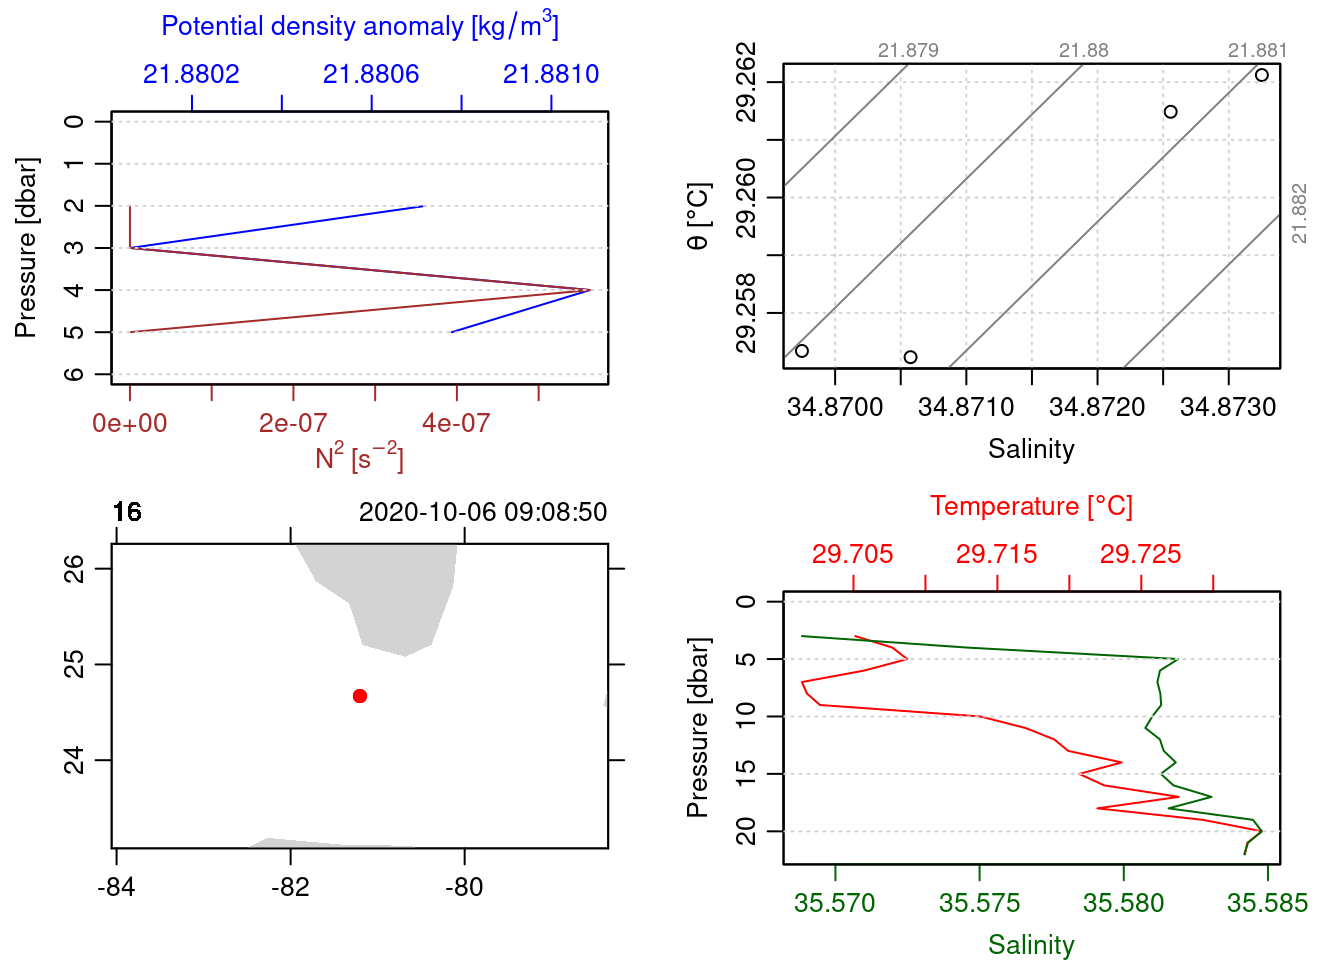 Potential density anomaly [kg/m³]
21.8802 21.8806 21.8810
Pressure [dbar]
0
1
2
3
4
5
6
0e+00 2e-07 4e-07
N² [s⁻²]
21.879 21.88 21.881
21.882
θ [°C]
29.262
29.260
29.258
34.8700 34.8710 34.8720 34.8730
Salinity
16 2020-10-06 09:08:50
26
25
24
-84 -82 -80
Temperature [°C]
29.705 29.715 29.725
Pressure [dbar]
0
5
10
15
20
35.570 35.575 35.580 35.585
Salinity